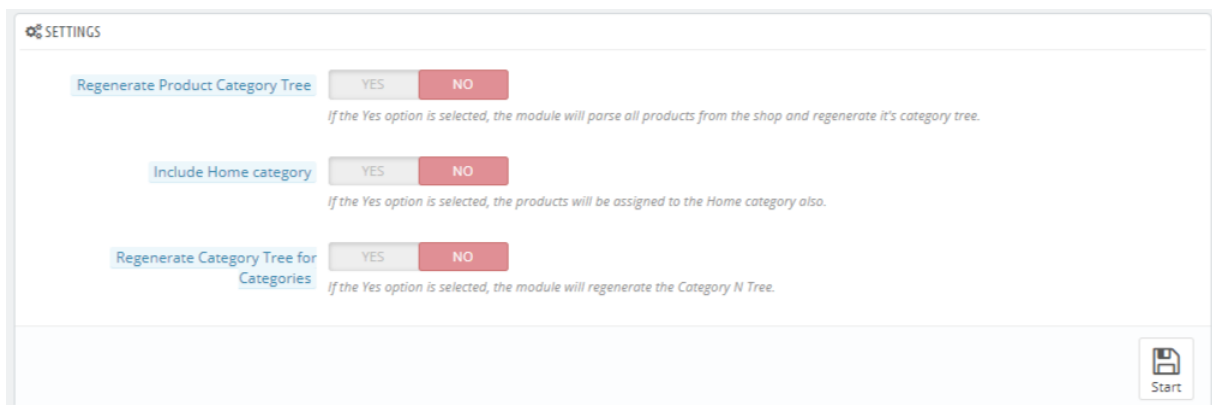 SETTINGS
Regenerate Product Category Tree YES NO
If the Yes option is selected, the module will parse all products from the shop and regenerate it's category tree.
Include Home category YES NO
If the Yes option is selected, the products will be assigned to the Home category also.
Regenerate Category Tree for YES NO
Categories
If the Yes option is selected, the module will regenerate the Category N Tree.
Start